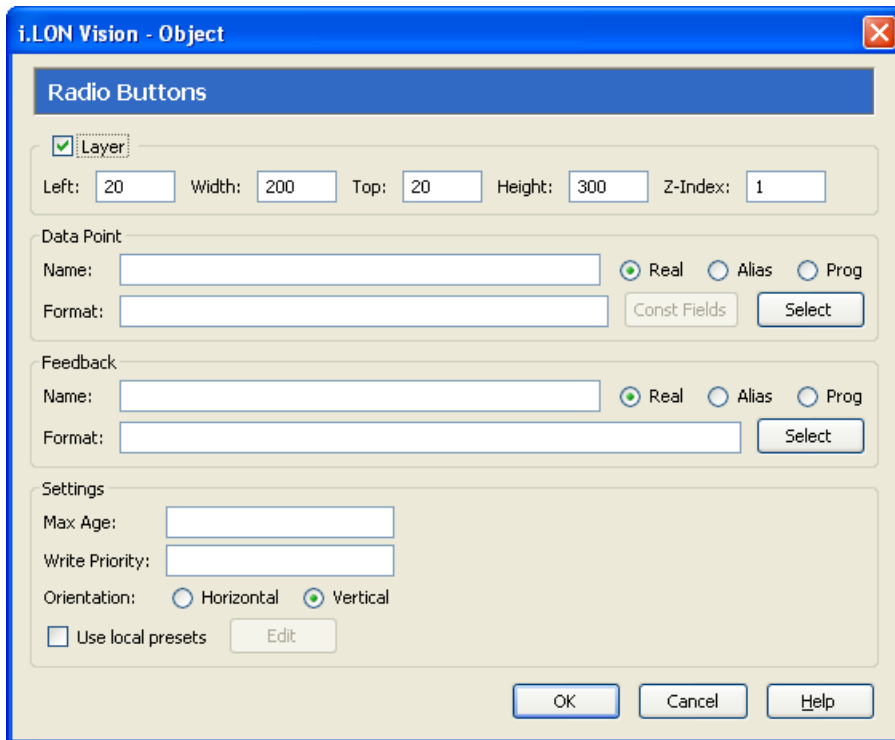 i.LON Vision - Object
Radio Buttons
Layer
Left: 20 Width: 200 Top: 20 Height: 300 Z-Index: 1
Data Point
Name: Real Alias Prog
Format: Const Fields Select
Feedback
Name: Real Alias Prog
Format: Select
Settings
Max Age:
Write Priority:
Orientation: Horizontal Vertical
Use local presets Edit
OK Cancel Help